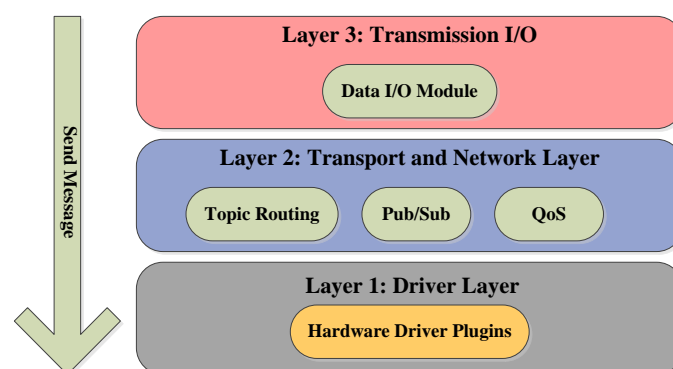 Send Message
Layer 3: Transmission I/O
Data I/O Module
Layer 2: Transport and Network Layer
Topic Routing
Pub/Sub
QoS
Layer 1: Driver Layer
Hardware Driver Plugins